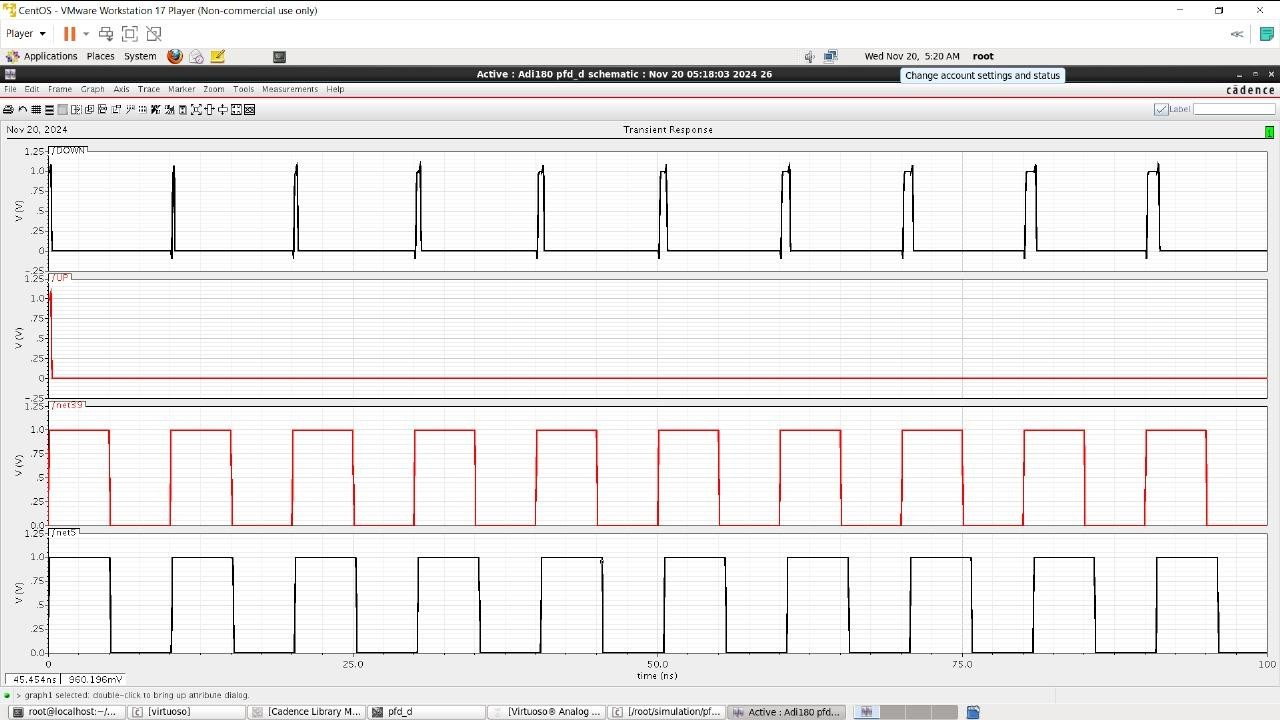 CentOS - VMware Workstation 17 Player (Non-commercial use only)
Player
Applications Places System Wed Nov 20, 5:20 AM root
Active : Adi180 pfd_d schematic : Nov 20 05:18:03 2024 26
Change account settings and status
File Edit Frame Graph Axis Trace Marker Zoom Tools Measurements Help cādence
Label
Nov 20, 2024 Transient Response 1
/DOWN
1.25
1.0
.75
.5
.25
0
-.25
V (V)
/UP
1.25
1.0
.75
.5
.25
0
-.25
V (V)
/net39
1.25
1.0
.75
.5
.25
0.0
V (V)
/net5
1.25
1.0
.75
.5
.25
0.0
V (V)
0 25.0 50.0 75.0 100
time (ns)
45.454ns 960.196mV
> graph1 selected: double-click to bring up attribute dialog.
root@localhost:~/... [virtuoso] [Cadence Library M... pfd_d [Virtuoso® Analog ... [/root/simulation/pf... Active : Adi180 pfd...